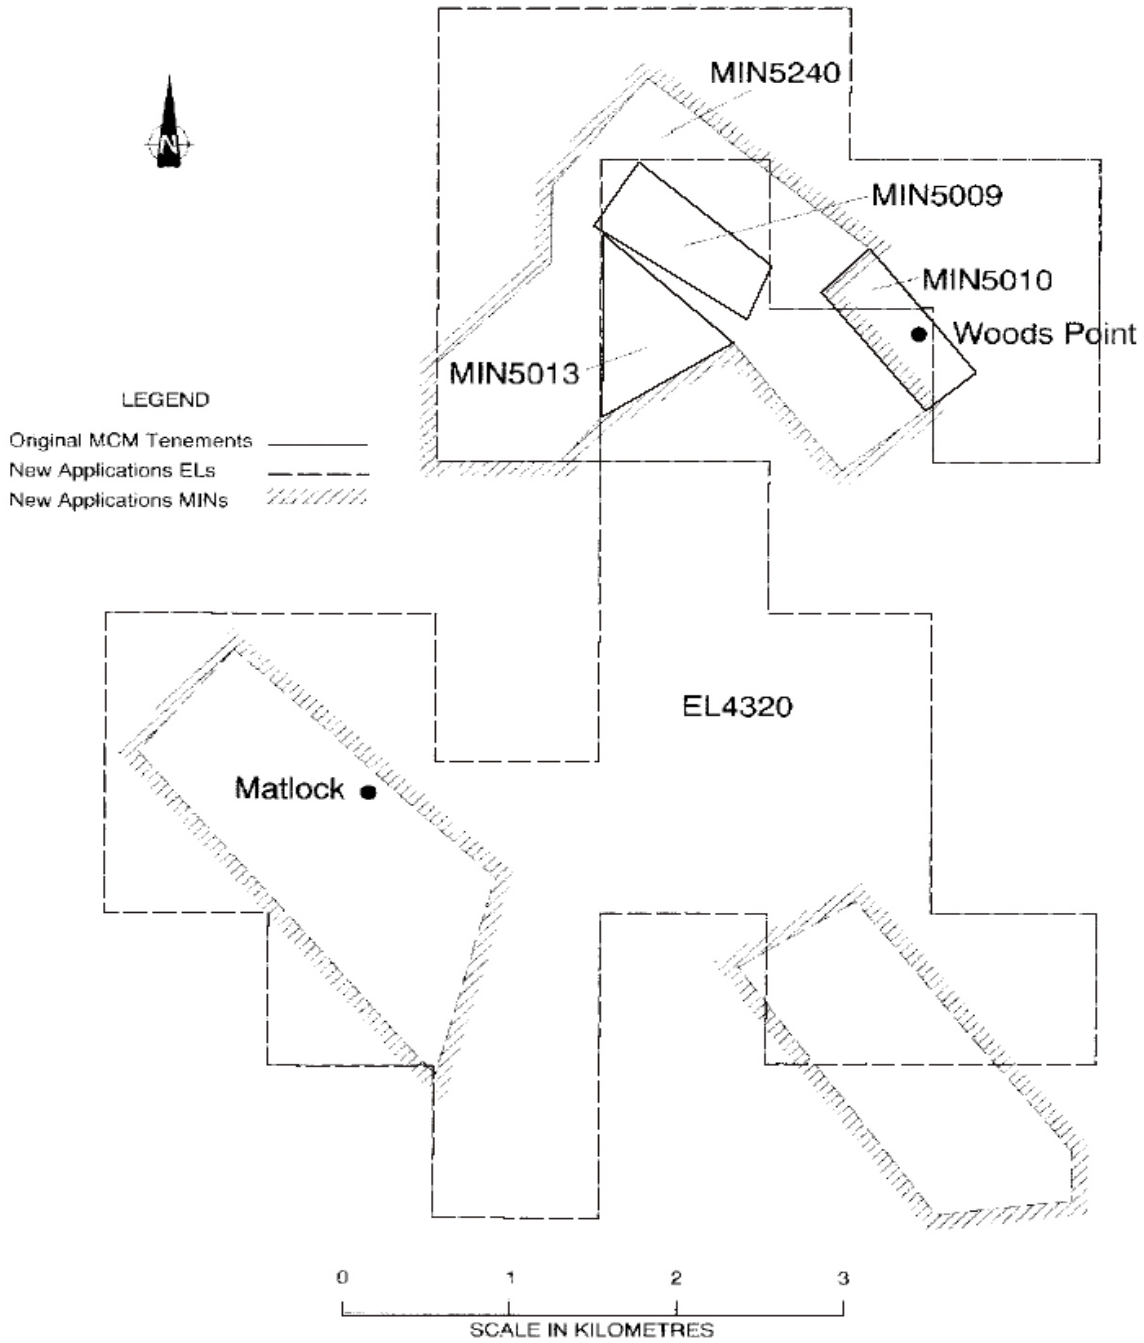 MIN5240
N
MIN5009
MIN5010
Woods Point
MIN5013
LEGEND
Original MCM Tenements
New Applications ELs
New Applications MINs
EL4320
Matlock
0 1 2 3
SCALE IN KILOMETRES